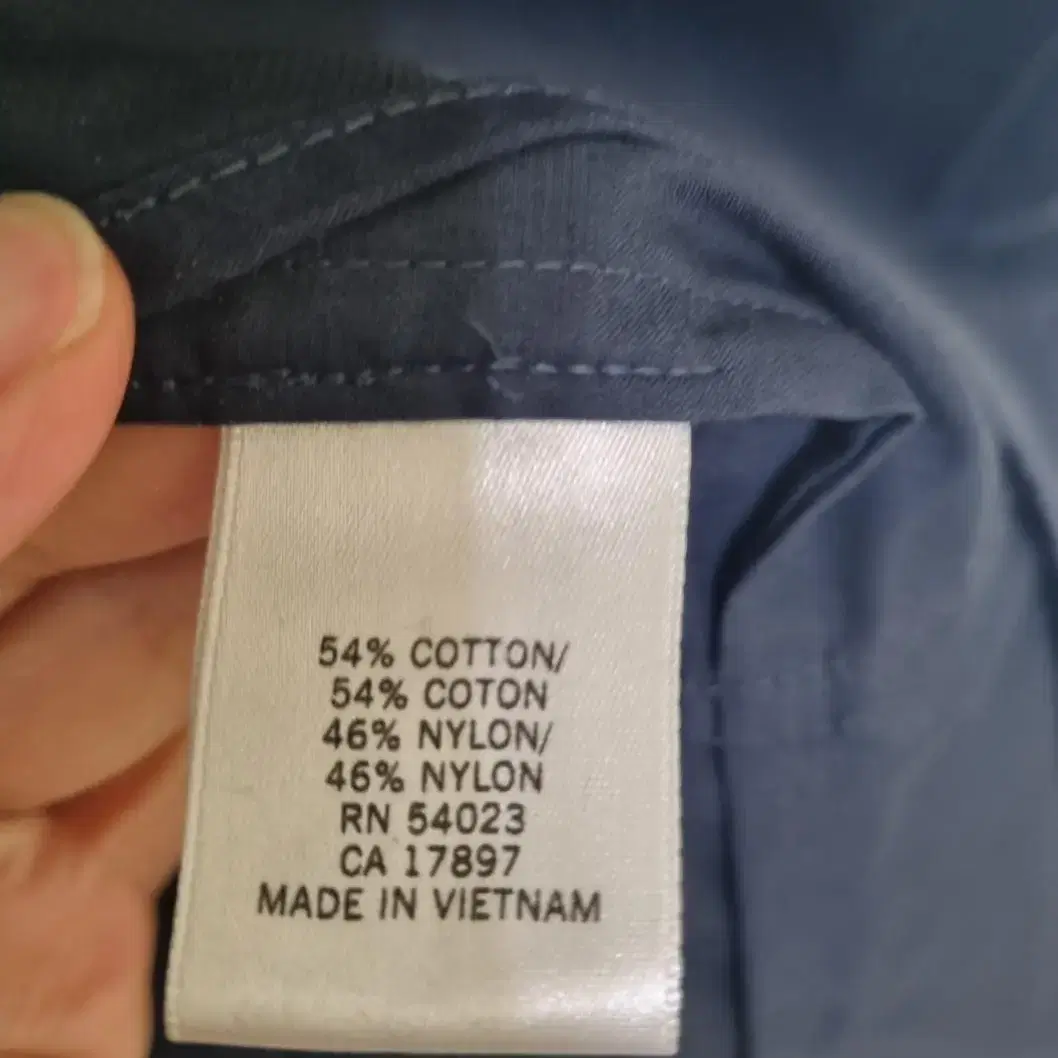 54% COTTON/
54% COTON
46% NYLON/
46% NYLON
RN 54023
CA 17897
MADE IN VIETNAM